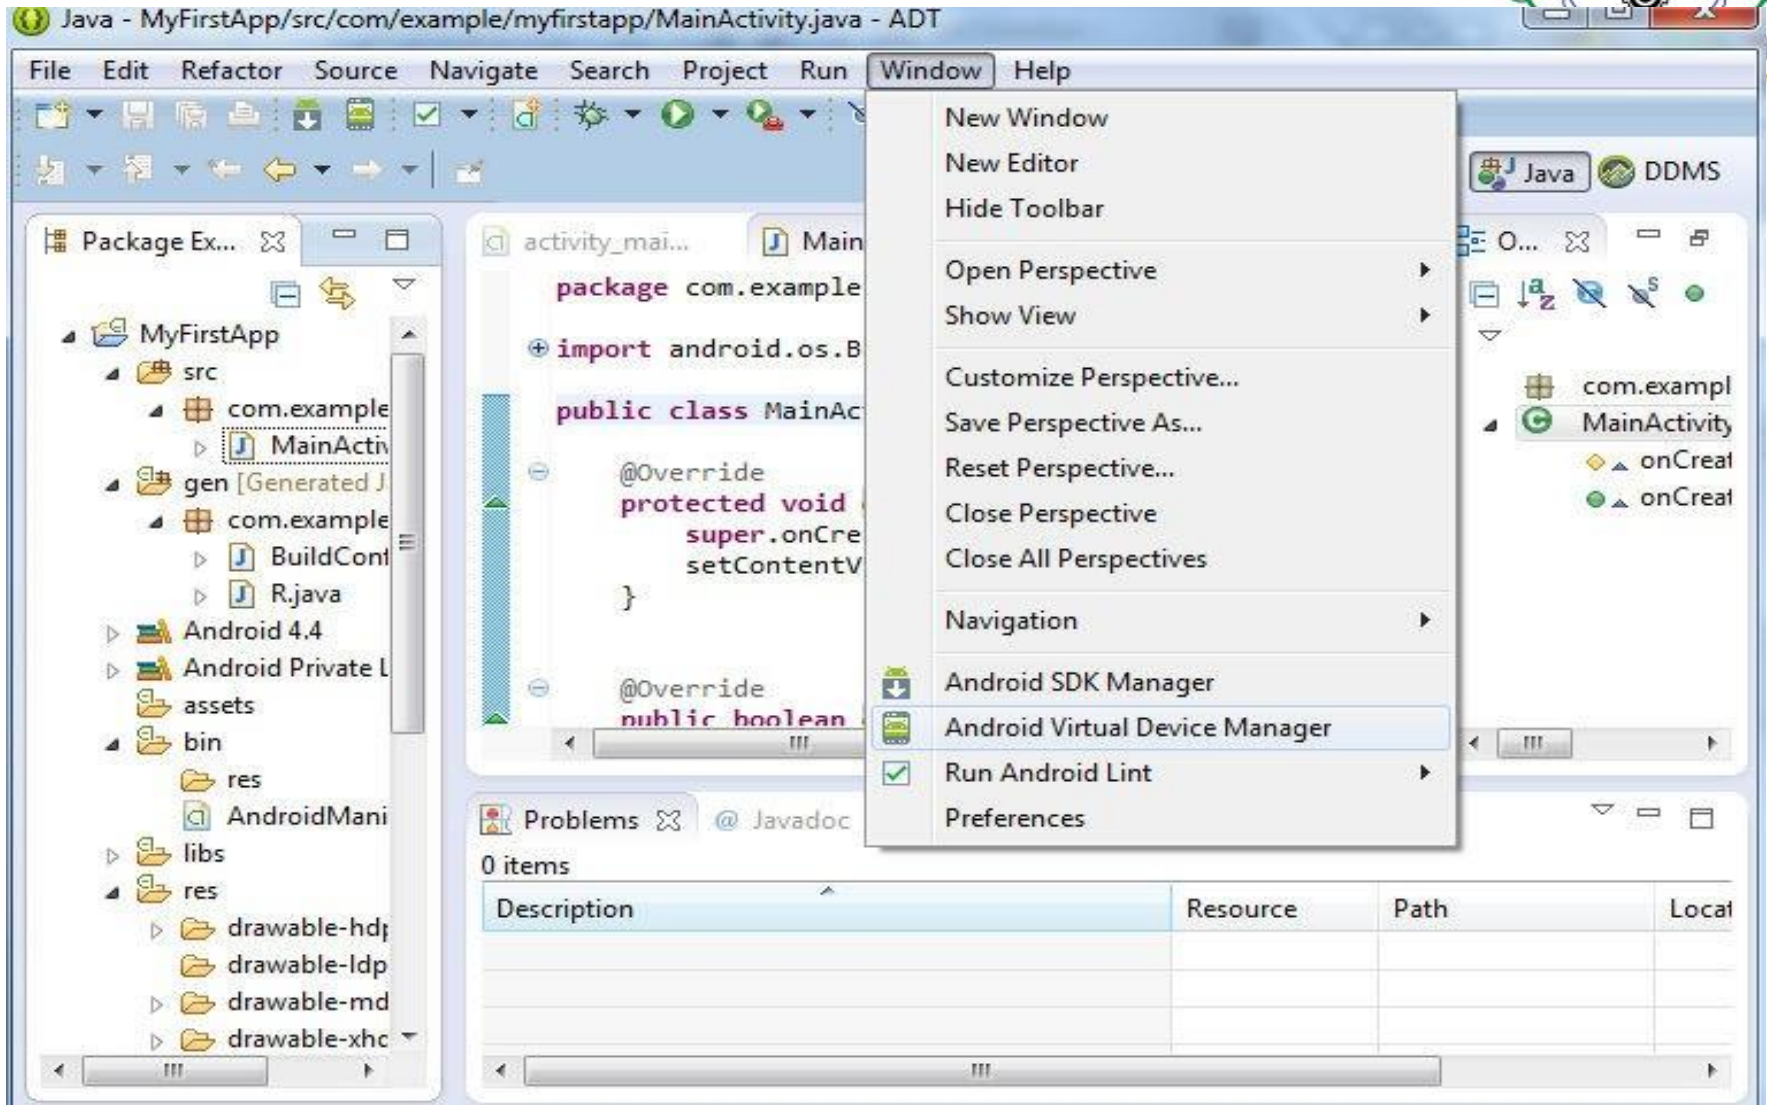 Java - MyFirstApp/src/com/example/myfirstapp/MainActivity.java - ADT
File Edit Refactor Source Navigate Search Project Run Window Help
New Window
New Editor
Hide Toolbar
Open Perspective
Show View
Customize Perspective...
Save Perspective As...
Reset Perspective...
Close Perspective
Close All Perspectives
Navigation
Android SDK Manager
Android Virtual Device Manager
Run Android Lint
Preferences
Java DDMS
Package Ex...
MyFirstApp
src
com.example
MainActiv
gen [Generated J
com.example
BuildConf
R.java
Android 4.4
Android Private L
assets
bin
res
AndroidMani
libs
res
drawable-hdp
drawable-ldp
drawable-md
drawable-xhd
activity_mai... Main
package com.example
import android.os.B
public class MainAc
@Override
protected void
super.onCre
setContentV
}
@Override
public boolean
O...
com.exampl
MainActivity
onCreat
onCreat
Problems @ Javadoc
0 items
Description Resource Path Locat